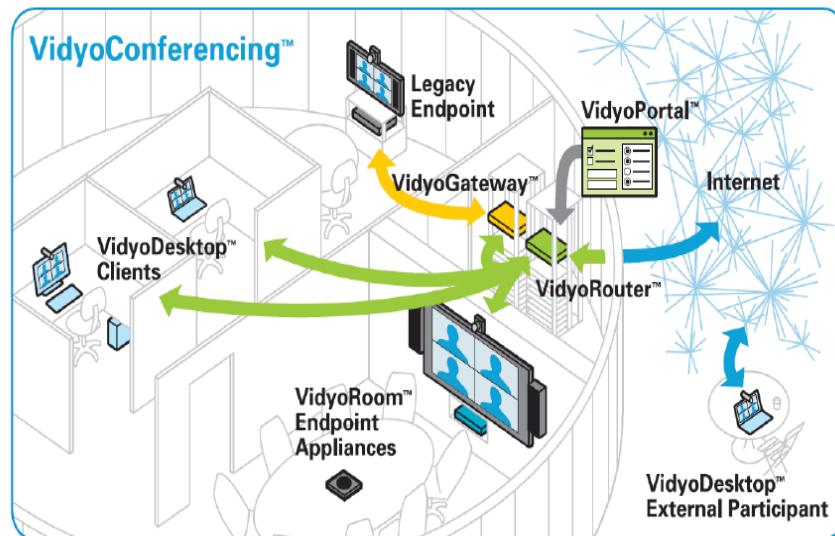 VidyoConferencing™
Legacy
Endpoint
VidyoPortal™
VidyoGateway™
Internet
VidyoDesktop™
Clients
VidyoRouter™
VidyoRoom™
Endpoint
Appliances
VidyoDesktop™
External Participant